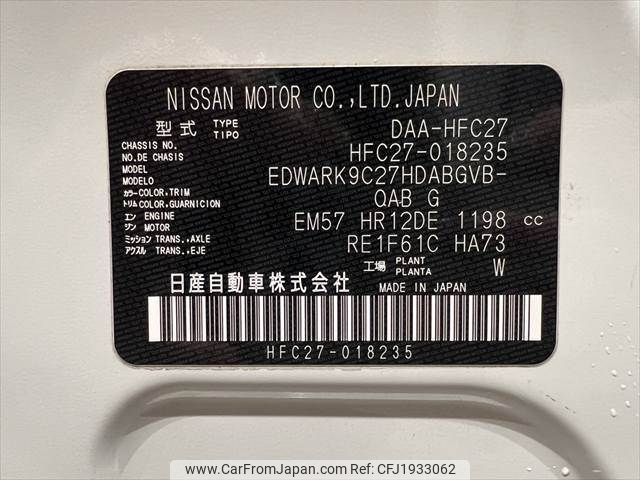 NISSAN MOTOR CO.,LTD.JAPAN
型式 TYPE TIPO DAA-HFC27
CHASSIS NO. NO.DE CHASIS HFC27-018235
MODEL MODELO EDWARK9C27HDABGVB-
カラー COLOR,TRIM トリム COLOR,GUARNICION QAB G
エンジン ENGINE MOTOR EM57 HR12DE 1198 cc
ミッション アクスル TRANS.,AXLE TRANS.,EJE RE1F61C HA73
工場 PLANT PLANTA W
日産自動車株式会社 MADE IN JAPAN
HFC27-018235
www.CarFromJapan.com - CFJ1933062